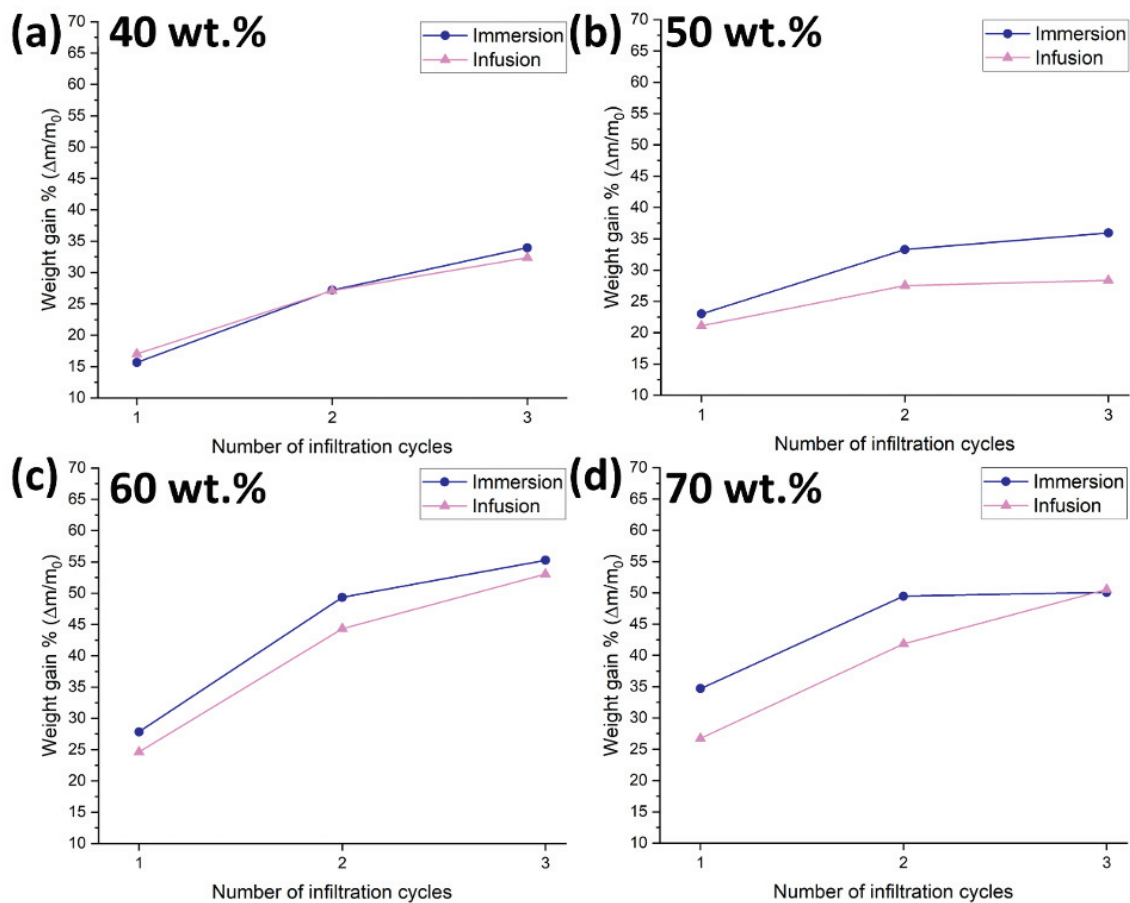 (a) 40 wt.%
Immersion
Infusion
70
65
60
55
50
45
40
35
30
25
20
15
10
Weight gain % (Δm/m₀)
1 2 3
Number of infiltration cycles
(b) 50 wt.%
Immersion
Infusion
70
65
60
55
50
45
40
35
30
25
20
15
10
Weight gain % (Δm/m₀)
1 2 3
Number of infiltration cycles
(c) 60 wt.%
Immersion
Infusion
70
65
60
55
50
45
40
35
30
25
20
15
10
Weight gain % (Δm/m₀)
1 2 3
Number of infiltration cycles
(d) 70 wt.%
Immersion
Infusion
70
65
60
55
50
45
40
35
30
25
20
15
10
Weight gain % (Δm/m₀)
1 2 3
Number of infiltration cycles